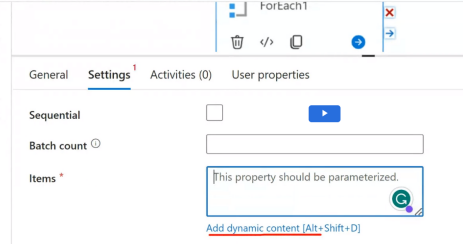 ForEach1
General Settings 1 Activities (0) User properties
Sequential
Batch count
Items * This property should be parameterized.
Add dynamic content [Alt+Shift+D]